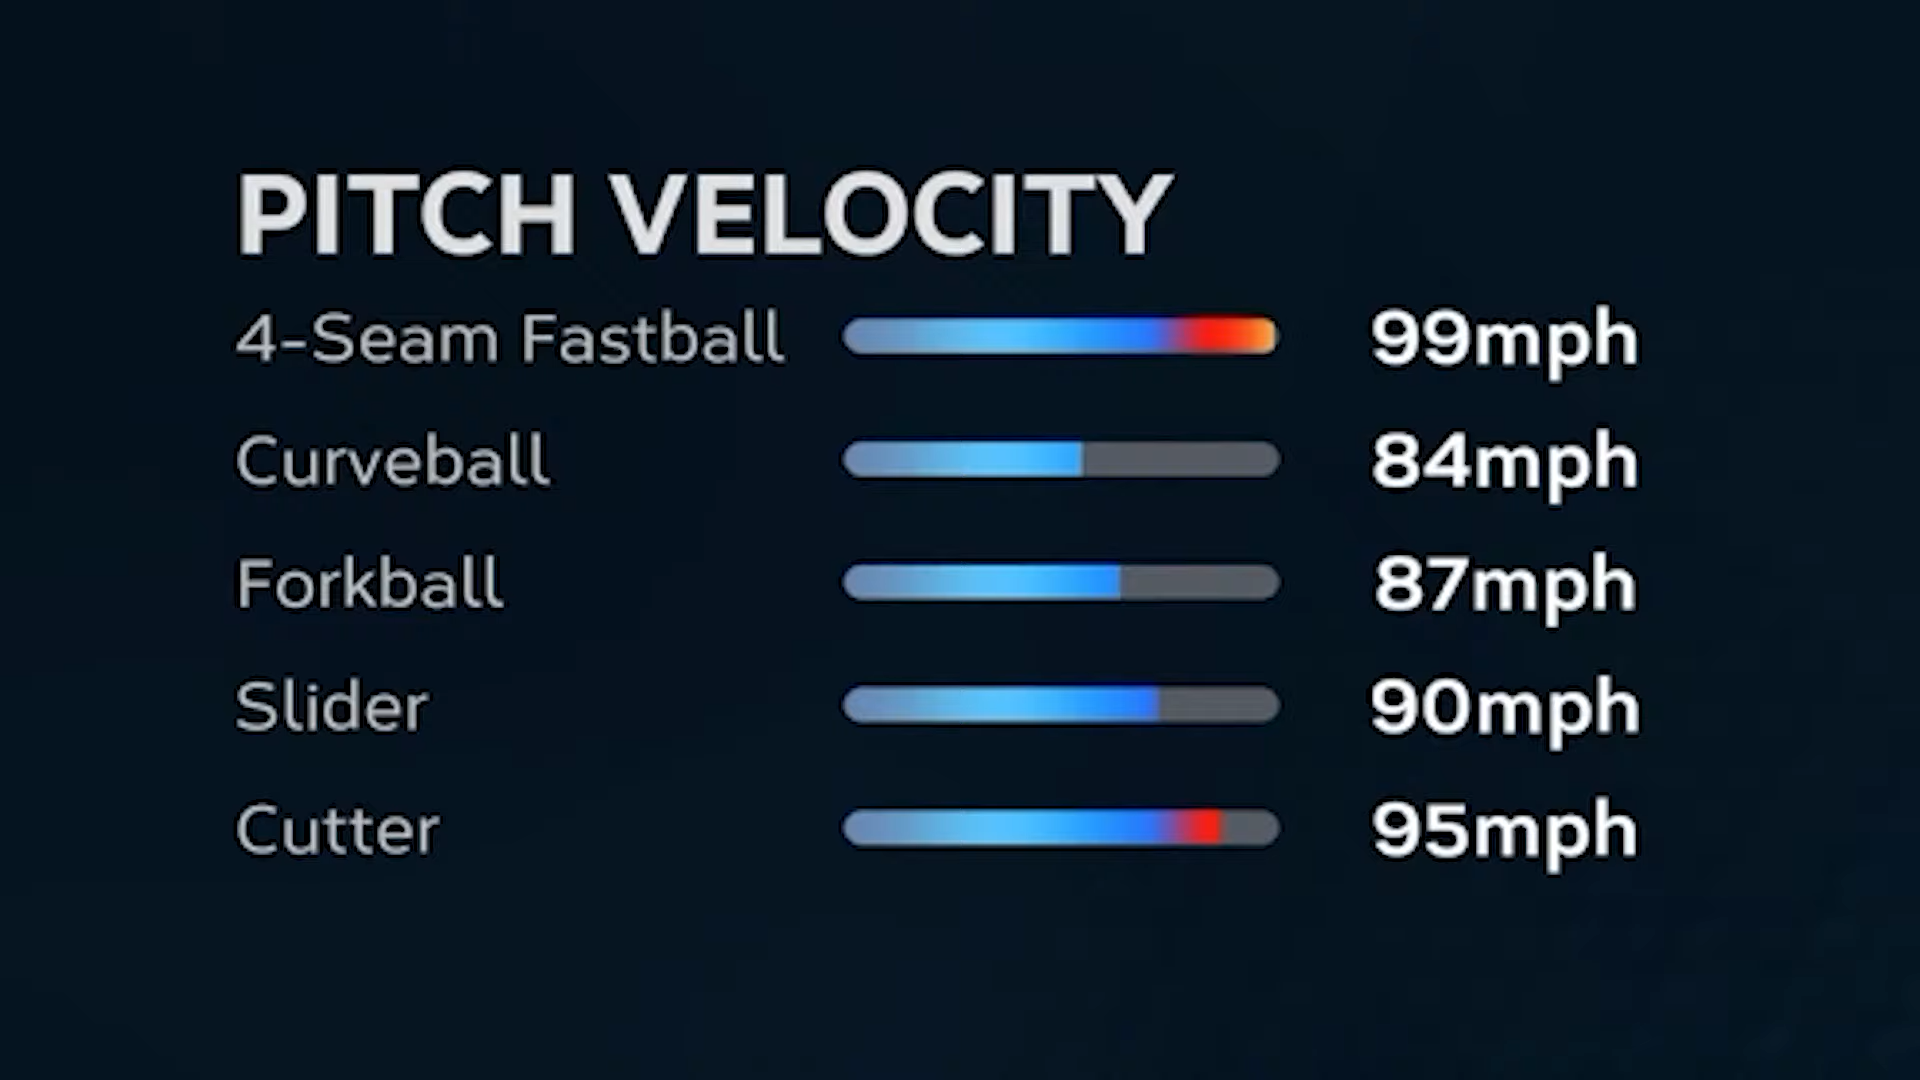 PITCH VELOCITY
4-Seam Fastball 99mph
Curveball 84mph
Forkball 87mph
Slider 90mph
Cutter 95mph